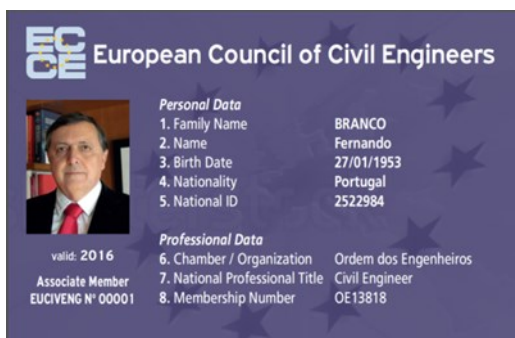 EC
CE
European Council of Civil Engineers
Personal Data
1. Family Name BRANCO
2. Name Fernando
3. Birth Date 27/01/1953
4. Nationality Portugal
5. National ID 2522984
Professional Data
6. Chamber / Organization Ordem dos Engenheiros
7. National Professional Title Civil Engineer
8. Membership Number OE13818
valid: 2016
Associate Member
EUCIVENG Nº 00001